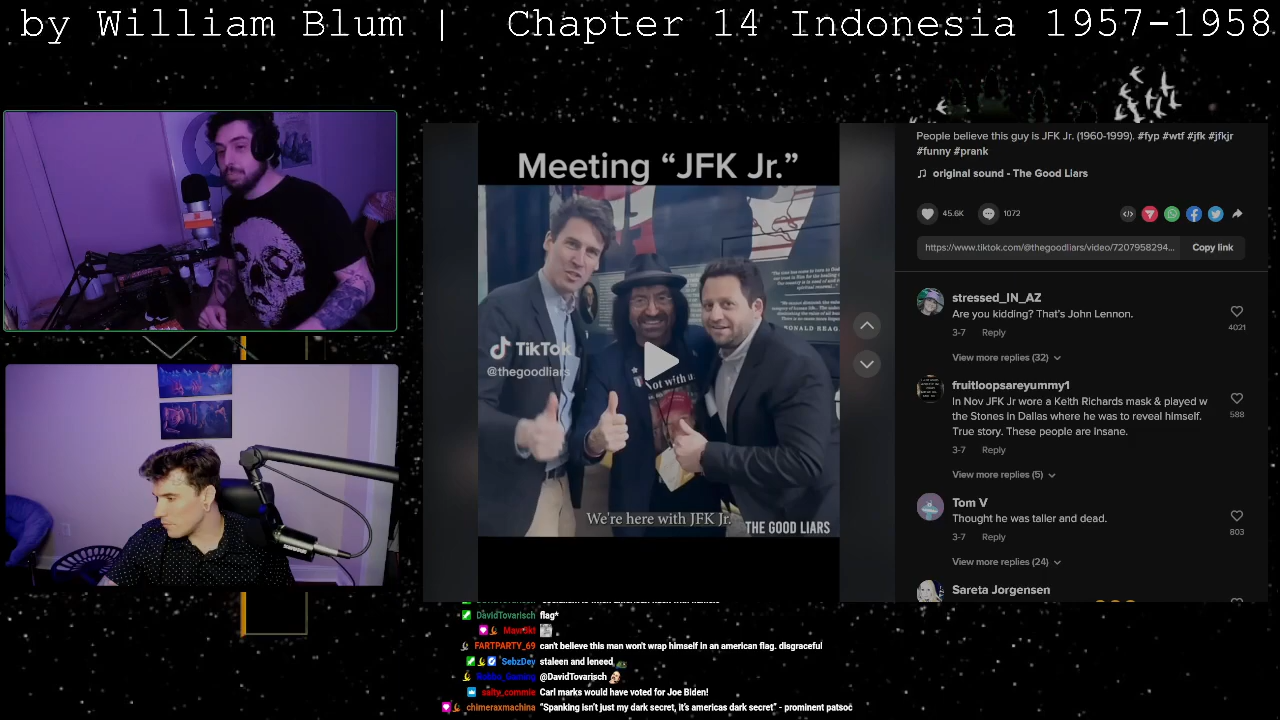 by William Blum |   Chapter 14 Indonesia 1957-1958
Meeting “JFK Jr.”
TikTok
@thegoodliars
RONALD REAG
Not with
We're here with JFK Jr.
THE GOOD LIARS
People believe this guy is JFK Jr. (1960-1999). #fyp #wtf #jfk #jfkjr
#funny #prank
original sound - The Good Liars
45.6K
1072
https://www.tiktok.com/@thegoodliars/video/7207958294...
Copy link
stressed_IN_AZ
Are you kidding? That's John Lennon.
4021
3-7 Reply
View more replies (32)
fruitloopsareyummy1
In Nov JFK Jr wore a Keith Richards mask & played w
the Stones in Dallas where he was to reveal himself.
True story. These people are insane.
588
3-7 Reply
View more replies (5)
Tom V
Thought he was taller and dead.
803
3-7 Reply
View more replies (24)
Sareta Jorgensen
DavidTovarisch flag*
FARTPARTY_69 can't believe this man won't wrap himself in an american flag. disgraceful
SebzDey staleen and leneed
@DavidTovarisch
salty_commie Carl marks would have voted for Joe Biden!
chimeraxmachina “Spanking isn't just my dark secret, it's americas dark secret” - prominent patsoc